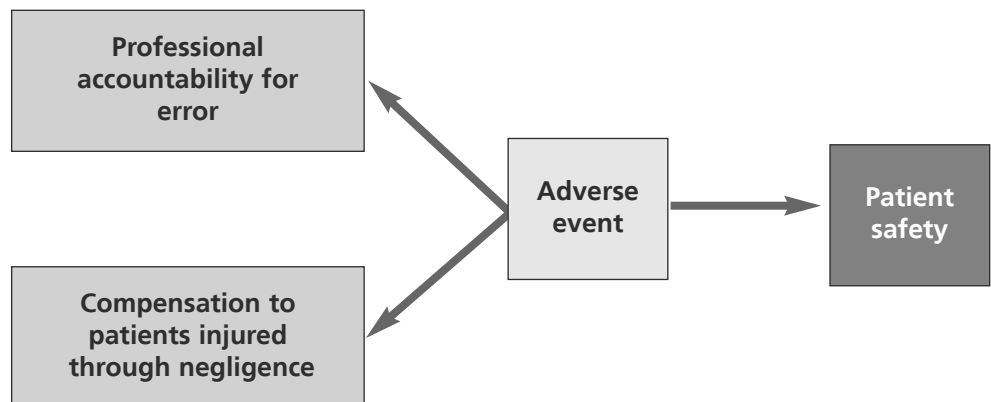 Professional
accountability for
error
Adverse
event
Patient
safety
Compensation to
patients injured
through negligence